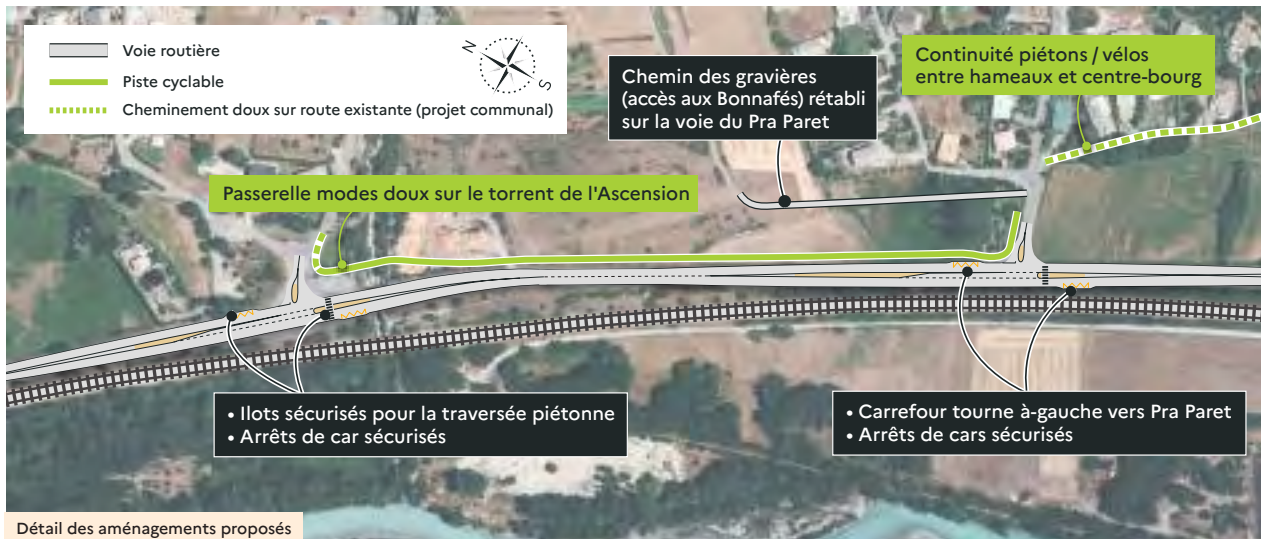 Voie routière
Piste cyclable
Cheminement doux sur route existante (projet communal)
N
S
Chemin des gravières
(accès aux Bonnafés) rétabli
sur la voie du Pra Paret
Continuité piétons / vélos
entre hameaux et centre-bourg
Passerelle modes doux sur le torrent de l'Ascension
• Ilots sécurisés pour la traversée piétonne
• Arrêts de car sécurisés
• Carrefour tourne à-gauche vers Pra Paret
• Arrêts de cars sécurisés
Détail des aménagements proposés